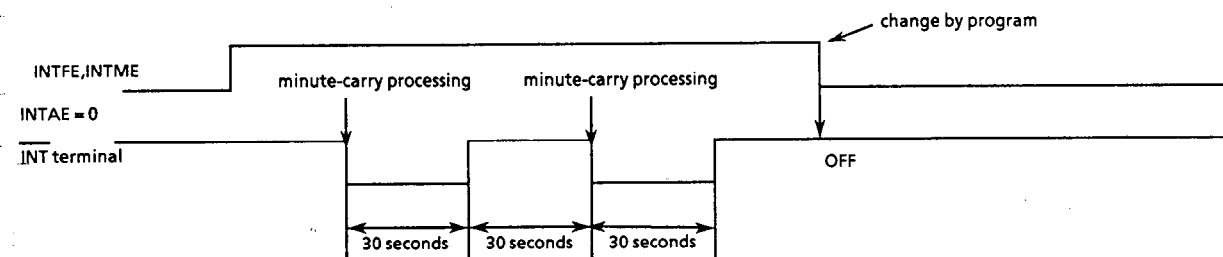 change by program
INTFE,INTME
minute-carry processing minute-carry processing
INTAE = 0
INT terminal
OFF
30 seconds 30 seconds 30 seconds